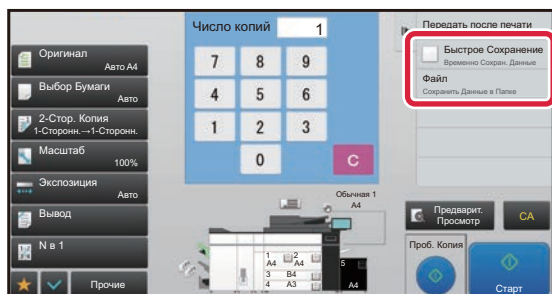 Число копий 1
Передать после печати
Быстрое Сохранение
Временно Сохран. Данные
Файл
Сохранить Данные в Папке
Оригинал
Авто A4
Выбор Бумаги
Авто
2-Стор. Копия
1-Сторонн.→1-Сторонн.
Масштаб
100%
Экспозиция
Авто
Вывод
N в 1
Прочие
7 8 9
4 5 6
1 2 3
0 C
Обычная 1
A4
1 A4
2 A4
3 B4
4 A3
5
A4
Предварит.
Просмотр
CA
Проб. Копия
Старт